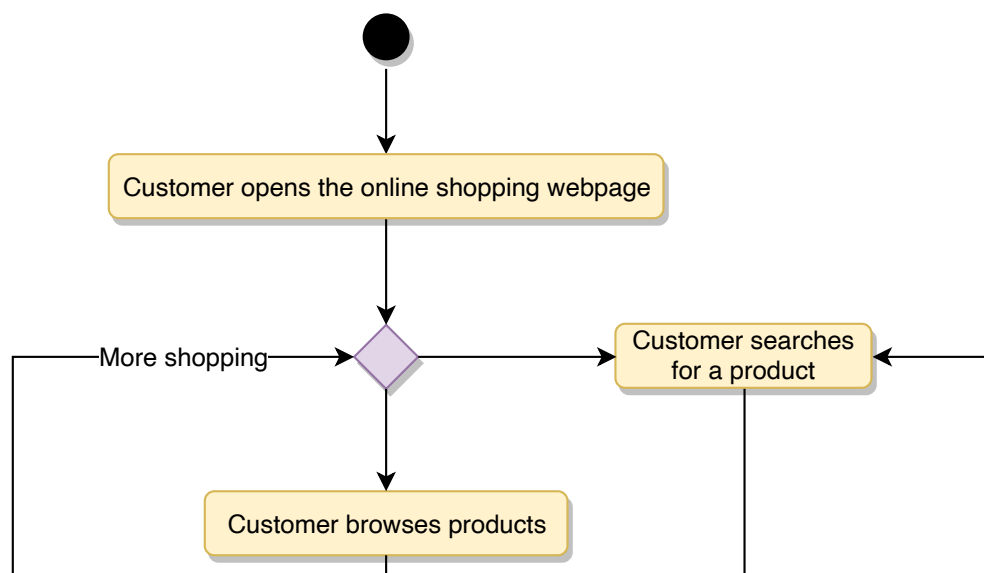 Customer opens the online shopping webpage
More shopping
Customer searches
for a product
Customer browses products